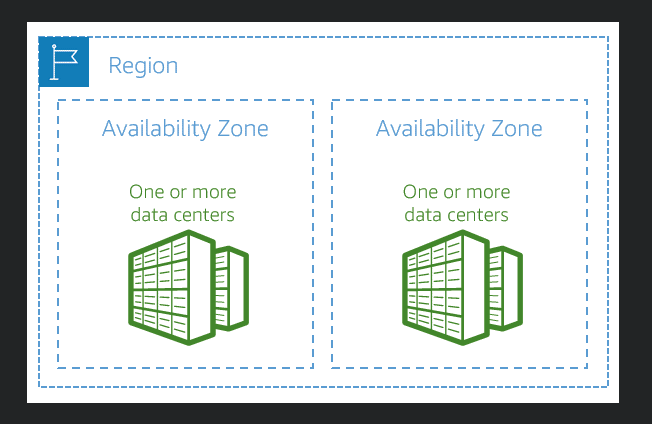 Region
Availability Zone
One or more
data centers
Availability Zone
One or more
data centers